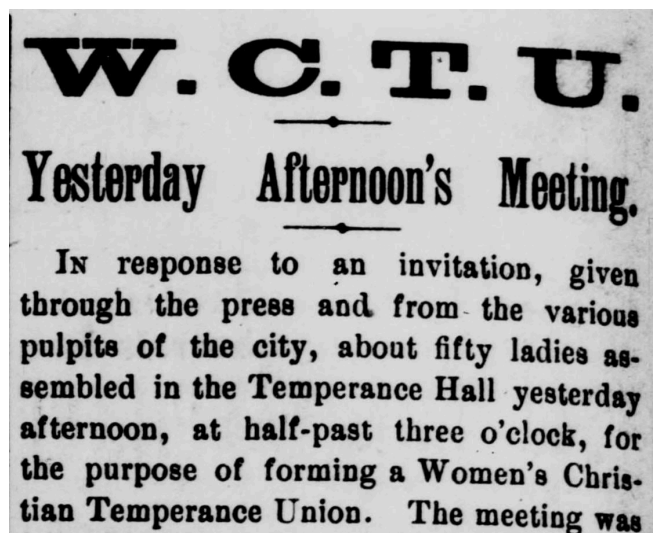 W. C. T. U.
Yesterday Afternoon's Meeting.
In response to an invitation, given
through the press and from the various
pulpits of the city, about fifty ladies as-
sembled in the Temperance Hall yesterday
afternoon, at half-past three o'clock, for
the purpose of forming a Women's Chris-
tian Temperance Union. The meeting was